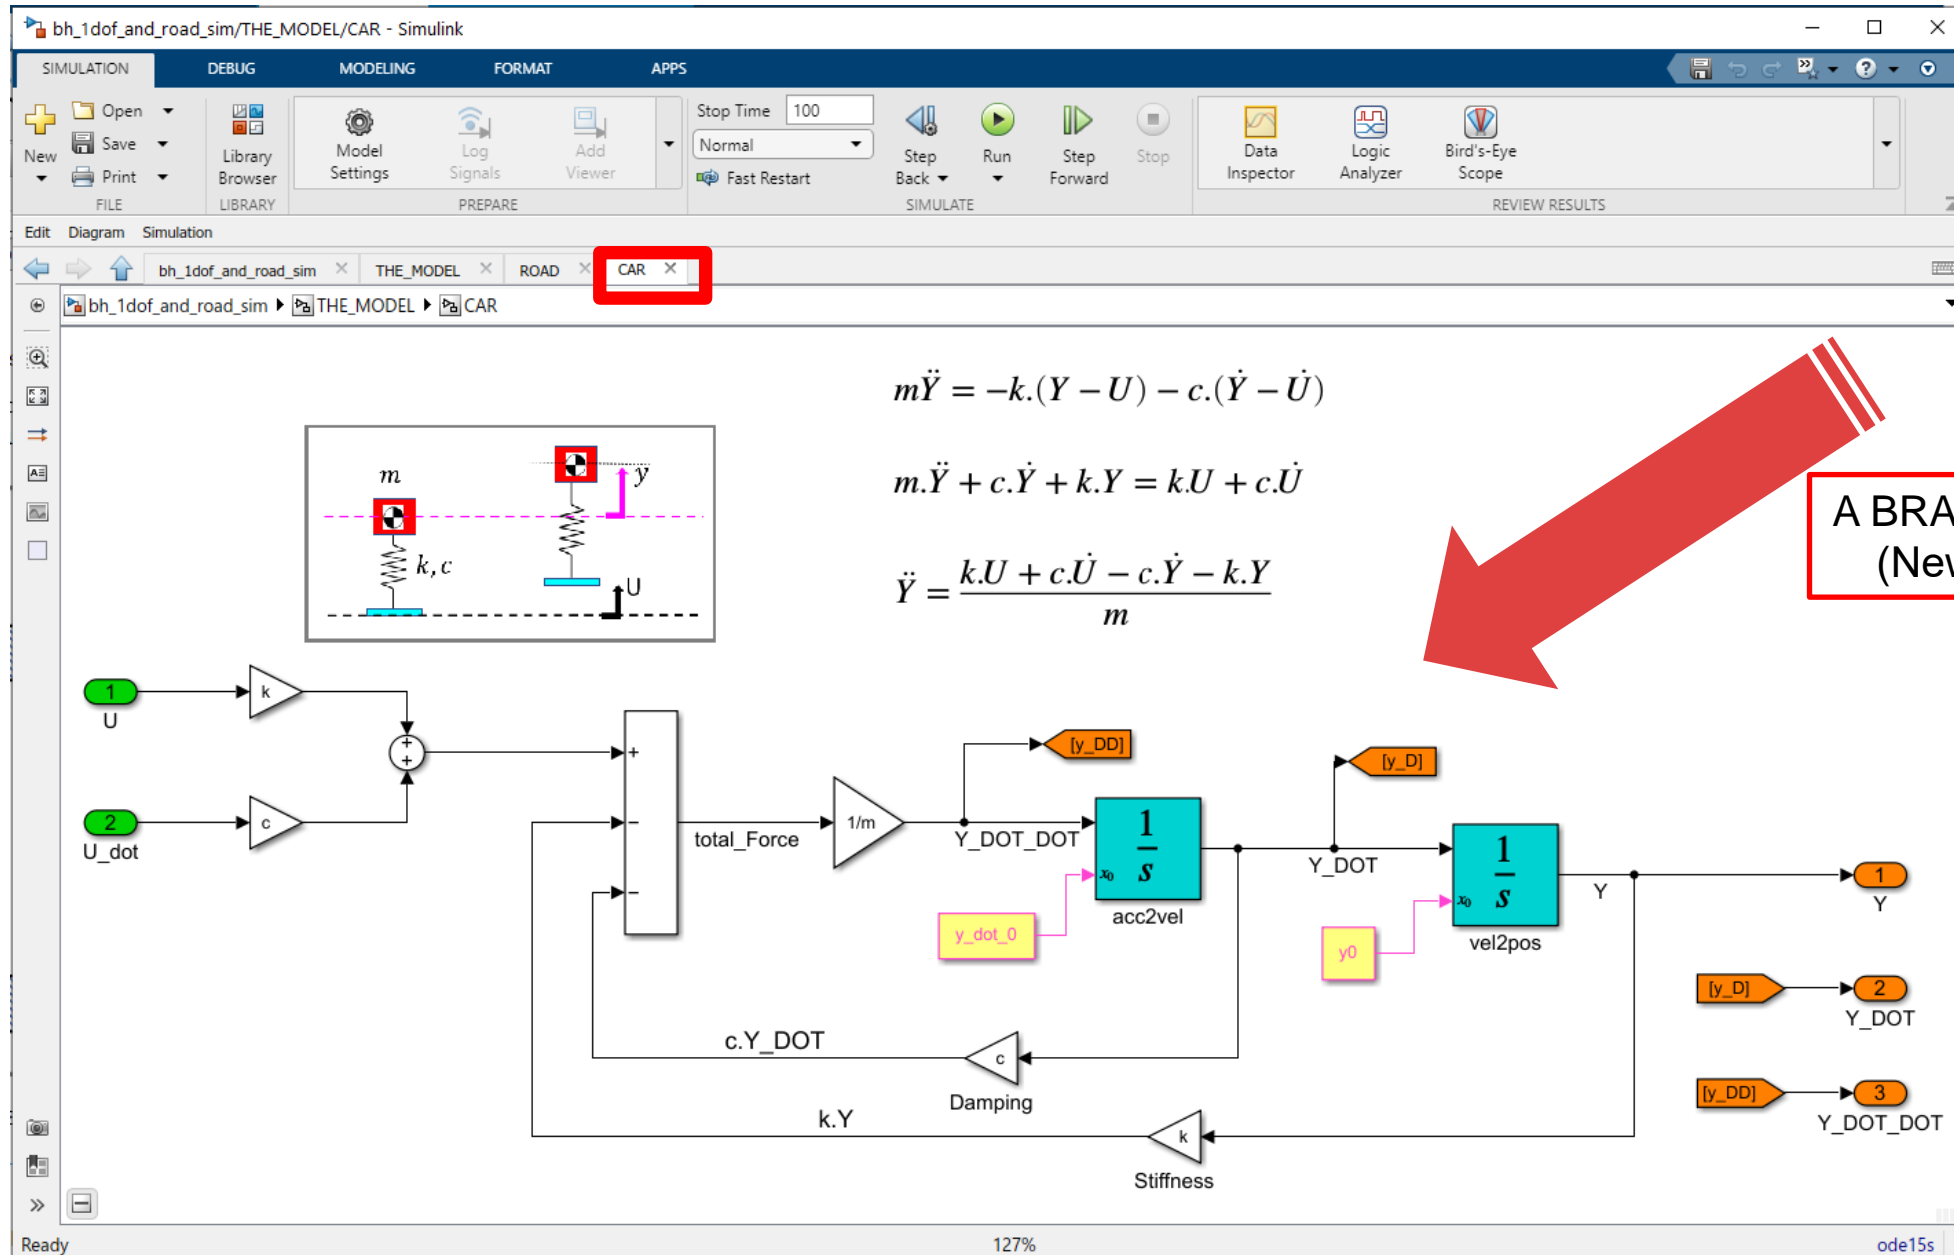 bh_1dof_and_road_sim/THE_MODEL/CAR - Simulink
SIMULATION DEBUG MODELING FORMAT APPS
New
Open
Save
Print
FILE
Library Browser
LIBRARY
Model Settings
Log Signals
Add Viewer
PREPARE
Stop Time 100
Normal
Fast Restart
Step Back
Run
Step Forward
Stop
SIMULATE
Data Inspector
Logic Analyzer
Bird's-Eye Scope
REVIEW RESULTS
Edit Diagram Simulation
bh_1dof_and_road_sim THE_MODEL ROAD CAR
bh_1dof_and_road_sim THE_MODEL CAR
mŸ = −k.(Y − U) − c.(Ẏ − U̇)
m.Ÿ + c.Ẏ + k.Y = k.U + c.U̇
Ÿ = (k.U + c.U̇ − c.Ẏ − k.Y) / m
m
y
k, c
U
A BRA
(New
1
U
k
2
U_dot
c
+
+
+
−
−
total_Force
1/m
[y_DD]
Y_DOT_DOT
1/s
x0
acc2vel
y_dot_0
[y_D]
Y_DOT
1/s
x0
vel2pos
y0
Y
1
Y
[y_D]
2
Y_DOT
[y_DD]
3
Y_DOT_DOT
c.Y_DOT
c
Damping
k.Y
k
Stiffness
Ready 127% ode15s